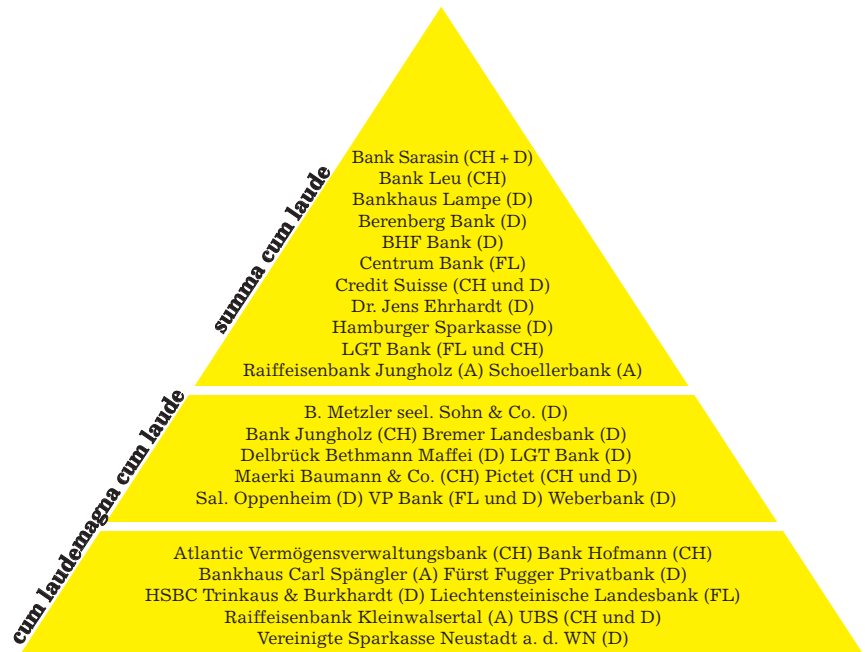 summa cum laude
Bank Sarasin (CH + D)
Bank Leu (CH)
Bankhaus Lampe (D)
Berenberg Bank (D)
BHF Bank (D)
Centrum Bank (FL)
Credit Suisse (CH und D)
Dr. Jens Ehrhardt (D)
Hamburger Sparkasse (D)
LGT Bank (FL und CH)
Raiffeisenbank Jungholz (A) Schoellerbank (A)
magna cum laude
B. Metzler seel. Sohn & Co. (D)
Bank Jungholz (CH) Bremer Landesbank (D)
Delbrück Bethmann Maffei (D) LGT Bank (D)
Maerki Baumann & Co. (CH) Pictet (CH und D)
Sal. Oppenheim (D) VP Bank (FL und D) Weberbank (D)
cum laude
Atlantic Vermögensverwaltungsbank (CH) Bank Hofmann (CH)
Bankhaus Carl Spängler (A) Fürst Fugger Privatbank (D)
HSBC Trinkaus & Burkhardt (D) Liechtensteinische Landesbank (FL)
Raiffeisenbank Kleinwalsertal (A) UBS (CH und D)
Vereinigte Sparkasse Neustadt a. d. WN (D)